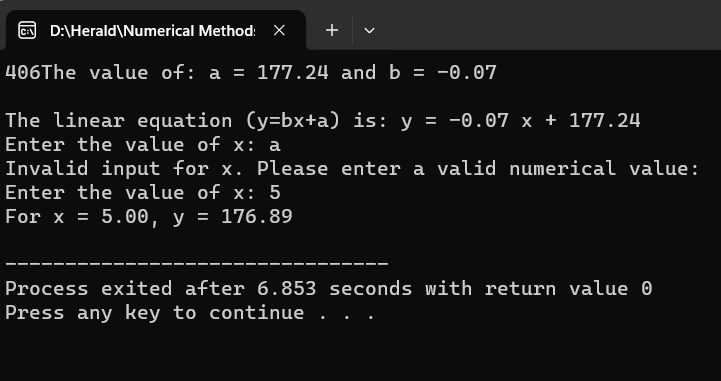 D:\Herald\Numerical Method
406The value of: a = 177.24 and b = -0.07
The linear equation (y=bx+a) is: y = -0.07 x + 177.24
Enter the value of x: a
Invalid input for x. Please enter a valid numerical value:
Enter the value of x: 5
For x = 5.00, y = 176.89
--------------------------------
Process exited after 6.853 seconds with return value 0
Press any key to continue . . .